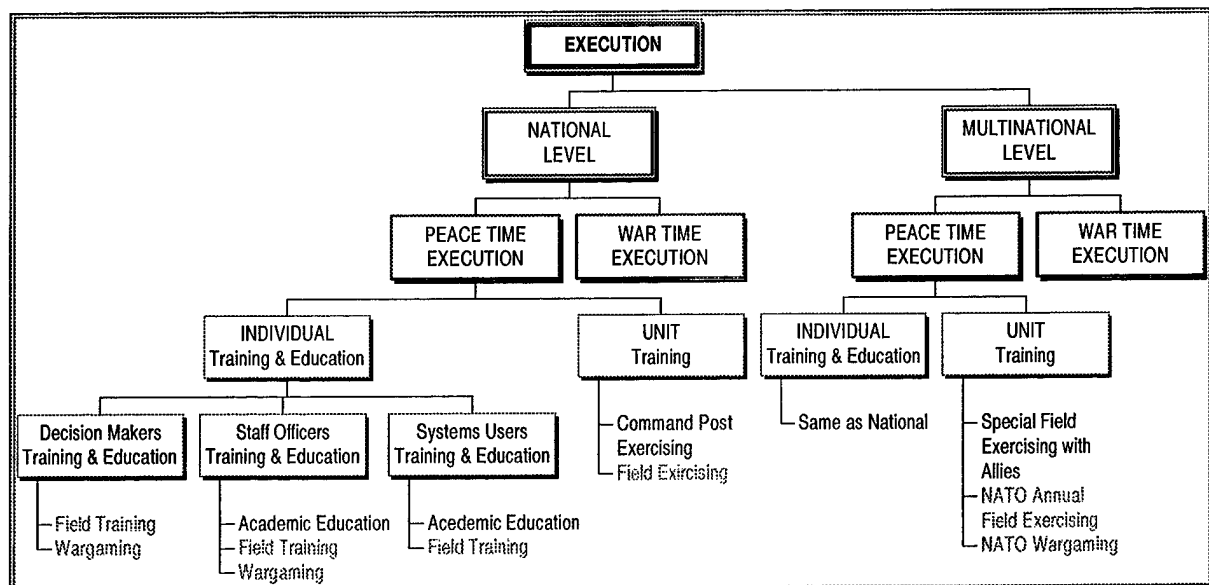 EXECUTION
NATIONAL
LEVEL
MULTINATIONAL
LEVEL
PEACE TIME
EXECUTION
WAR TIME
EXECUTION
PEACE TIME
EXECUTION
WAR TIME
EXECUTION
INDIVIDUAL
Training & Education
UNIT
Training
INDIVIDUAL
Training & Education
UNIT
Training
Decision Makers
Training & Education
Staff Officers
Training & Education
Systems Users
Training & Education
Command Post
Exercising
Field Exircising
Same as National
Special Field
Exercising with
Allies
NATO Annual
Field Exercising
NATO Wargaming
Field Training
Wargaming
Academic Education
Field Training
Wargaming
Acedemic Education
Field Training